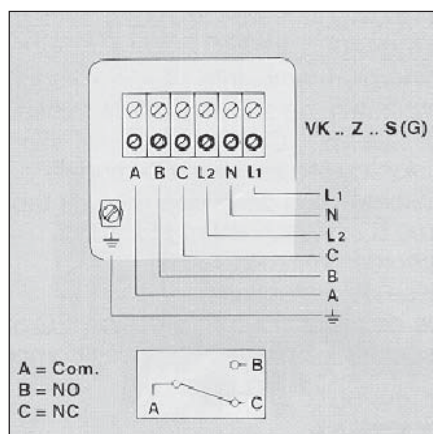 VK .. Z .. S (G)
A B C L2 N L1
L1
N
L2
C
B
A
A = Com.
B = NO
C = NC
B
A
C